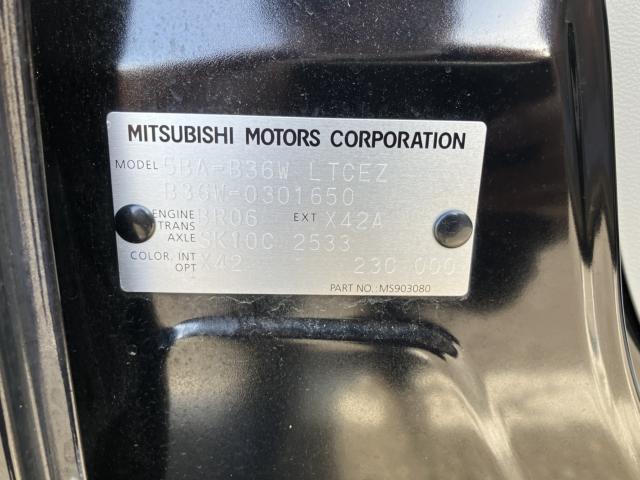 MITSUBISHI MOTORS CORPORATION
MODEL 5BA-B36W LTCEZ
B36W-0301650
ENGINE BR06 EXT X42A
TRANS AXLE SK10C 2533
COLOR, INT OPT X42 23C 000
PART NO.:MS903080